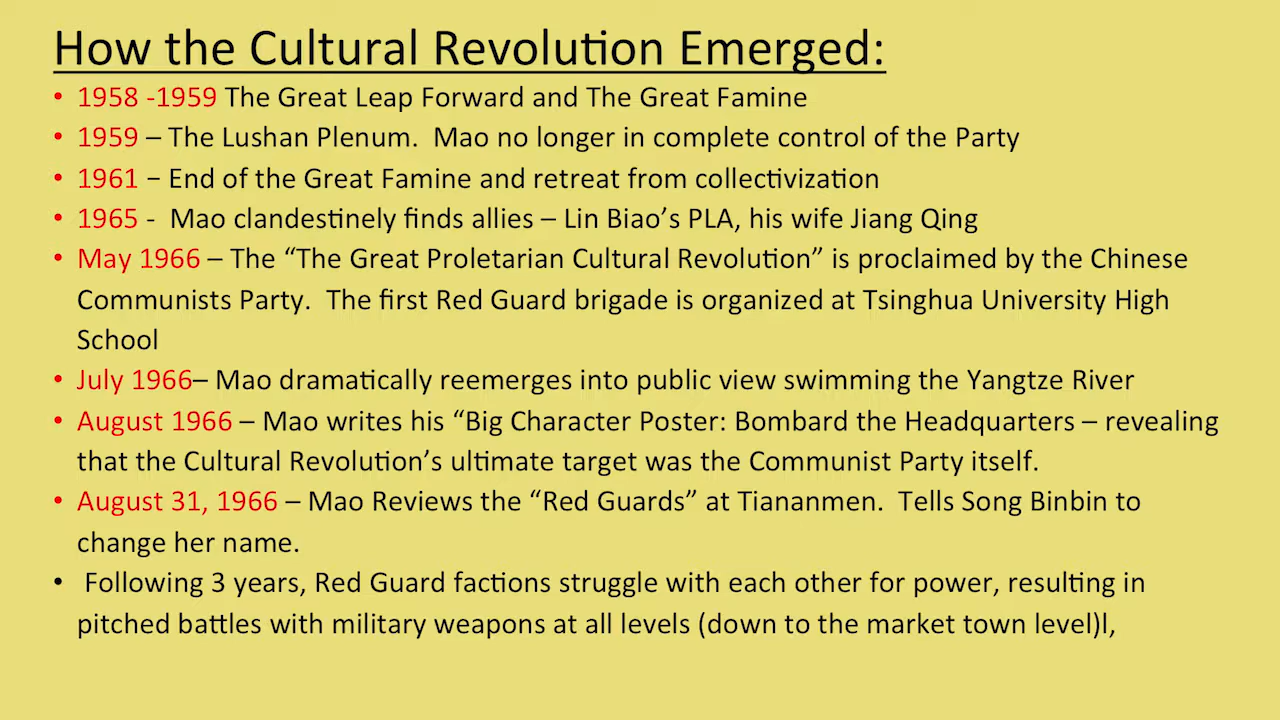 How the Cultural Revolution Emerged:
• 1958 -1959 The Great Leap Forward and The Great Famine
• 1959 – The Lushan Plenum.  Mao no longer in complete control of the Party
• 1961 – End of the Great Famine and retreat from collectivization
• 1965 -  Mao clandestinely finds allies – Lin Biao’s PLA, his wife Jiang Qing
• May 1966 – The “The Great Proletarian Cultural Revolution” is proclaimed by the Chinese
Communists Party.  The first Red Guard brigade is organized at Tsinghua University High
School
• July 1966– Mao dramatically reemerges into public view swimming the Yangtze River
• August 1966 – Mao writes his “Big Character Poster: Bombard the Headquarters – revealing
that the Cultural Revolution’s ultimate target was the Communist Party itself.
• August 31, 1966 – Mao Reviews the “Red Guards” at Tiananmen.  Tells Song Binbin to
change her name.
•  Following 3 years, Red Guard factions struggle with each other for power, resulting in
pitched battles with military weapons at all levels (down to the market town level)l,